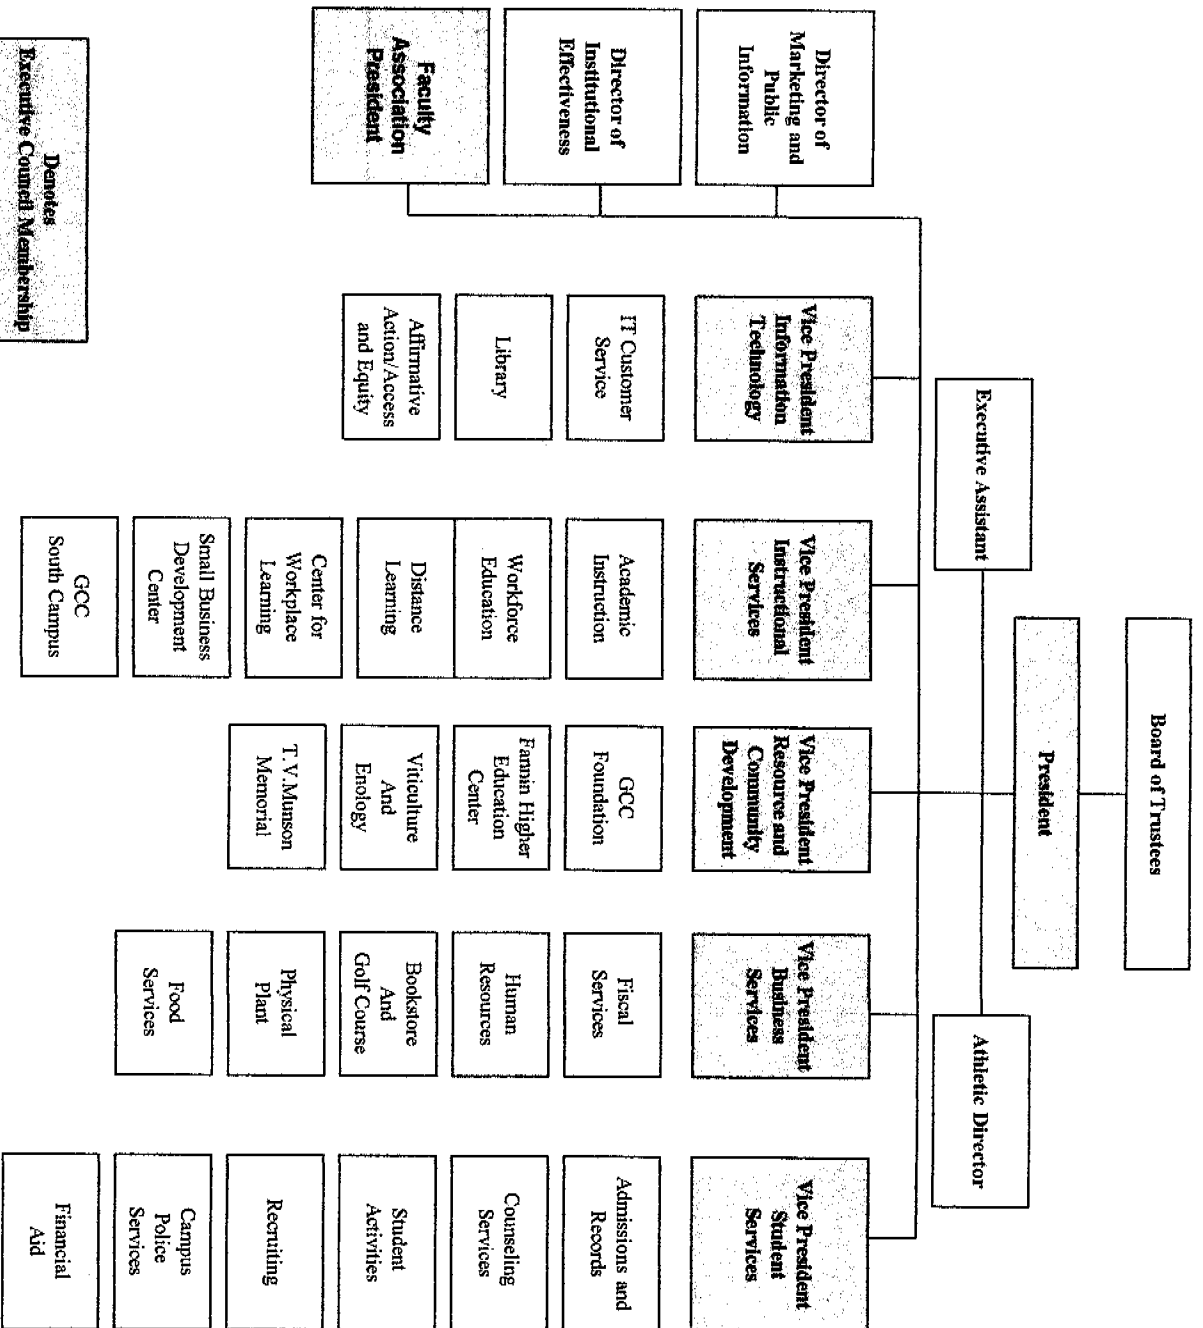 Board of Trustees
President
Executive Assistant
Athletic Director
Director of
Marketing and
Public
Information
Director of
Institutional
Effectiveness
Faculty
Association
President
Vice President
Information
Technology
IT Customer
Service
Library
Affirmative
Action/Access
and Equity
Vice President
Instructional
Services
Academic
Instruction
Workforce
Education
Distance
Learning
Center for
Workplace
Learning
Small Business
Development
Center
GCC
South Campus
Vice President
Resource and
Community
Development
GCC
Foundation
Fannin Higher
Education
Center
Viticulture
And
Enology
T.V.Munson
Memorial
Vice President
Business
Services
Fiscal
Services
Human
Resources
Bookstore
And
Golf Course
Physical
Plant
Food
Services
Vice President
Student
Services
Admissions and
Records
Counseling
Services
Student
Activities
Recruiting
Campus
Police
Services
Financial
Aid
Denotes
Executive Council Membership